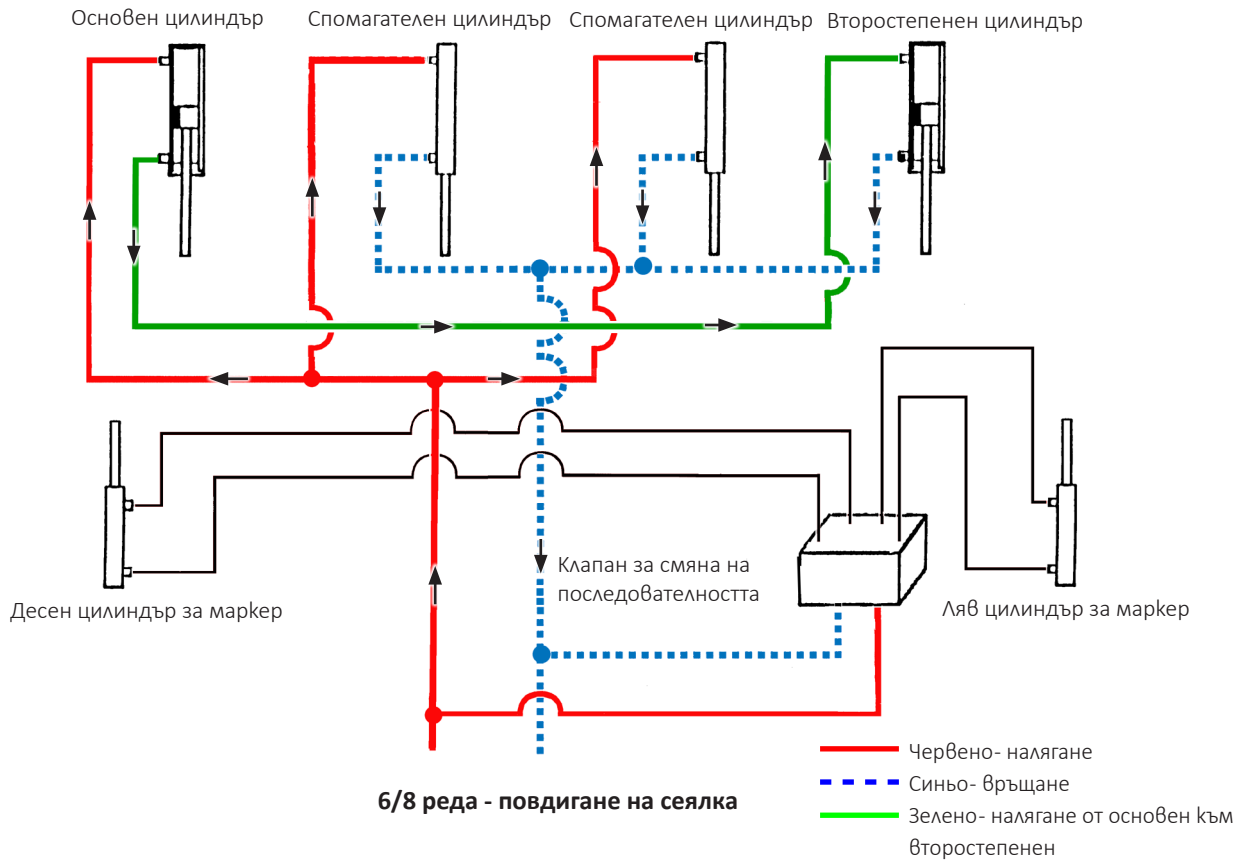 Основен цилиндър
Спомагателен цилиндър
Спомагателен цилиндър
Второстепенен цилиндър
Клапан за смяна на
последователността
Десен цилиндър за маркер
Ляв цилиндър за маркер
6/8 реда - повдигане на сеялка
Червено- налягане
Синьо- връщане
Зелено- налягане от основен към
второстепенен